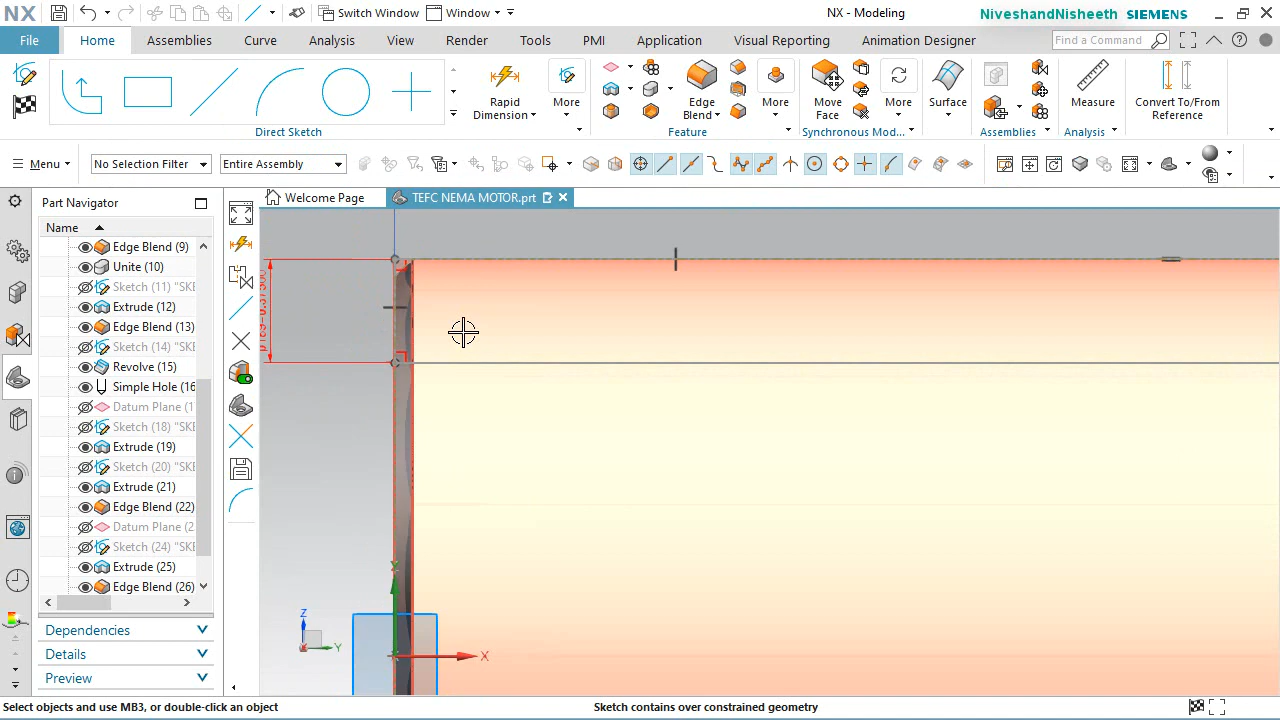 NX
Switch Window
Window
NX - Modeling
NiveshandNisheeth SIEMENS
File
Home
Assemblies
Curve
Analysis
View
Render
Tools
PMI
Application
Visual Reporting
Animation Designer
Find a Command
Direct Sketch
Rapid
Dimension
More
Edge
Blend
More
Feature
Move
Face
More
Synchronous Mod...
Surface
Assemblies
Measure
Analysis
Convert To/From
Reference
Menu
No Selection Filter
Entire Assembly
Part Navigator
Welcome Page
TEFC NEMA MOTOR.prt
Name
Edge Blend (9)
Unite (10)
Sketch (11) "SKE
Extrude (12)
Edge Blend (13)
Sketch (14) "SKE
Revolve (15)
Simple Hole (16
Datum Plane (1
Sketch (18) "SKE
Extrude (19)
Sketch (20) "SKE
Extrude (21)
Edge Blend (22)
Datum Plane (2
Sketch (24) "SKE
Extrude (25)
Edge Blend (26)
Dependencies
Details
Preview
Z
Y
Y
X
Select objects and use MB3, or double-click an object
Sketch contains over constrained geometry